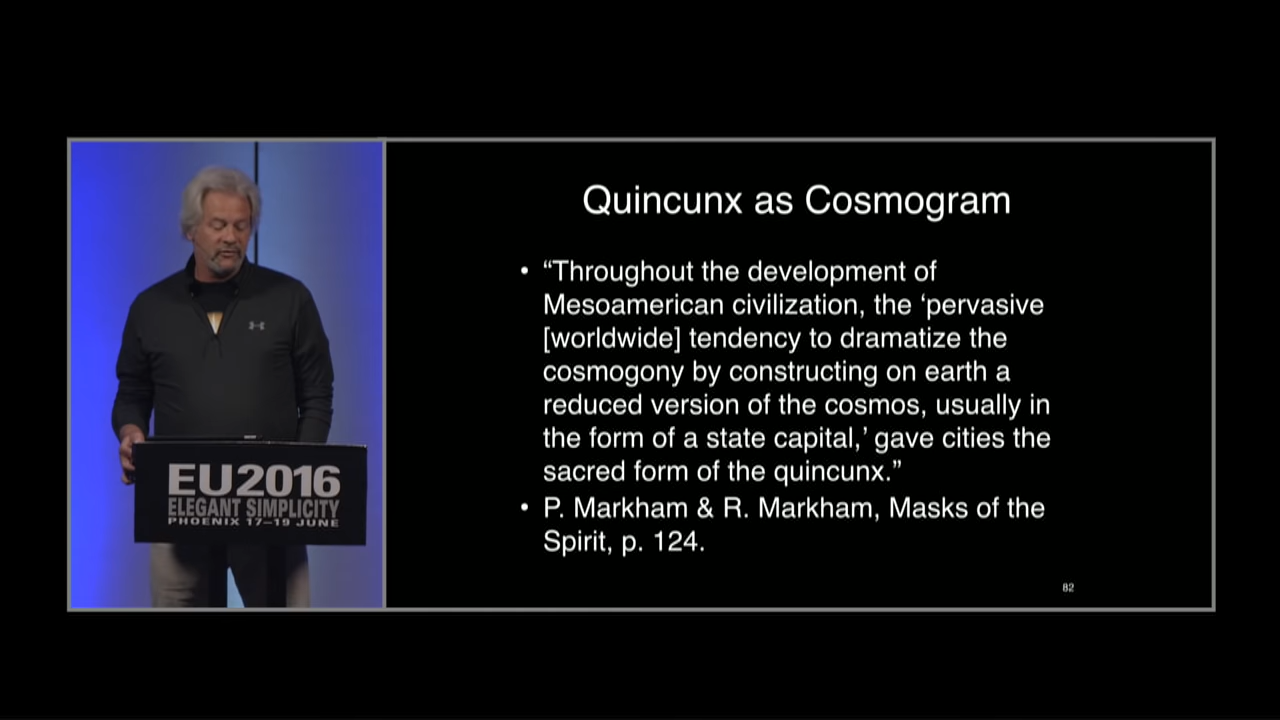 EU2016
ELEGANT SIMPLICITY
PHOENIX 17–19 JUNE
Quincunx as Cosmogram
• “Throughout the development of
Mesoamerican civilization, the ‘pervasive
[worldwide] tendency to dramatize the
cosmogony by constructing on earth a
reduced version of the cosmos, usually in
the form of a state capital,’ gave cities the
sacred form of the quincunx.”
• P. Markham & R. Markham, Masks of the
Spirit, p. 124.
82